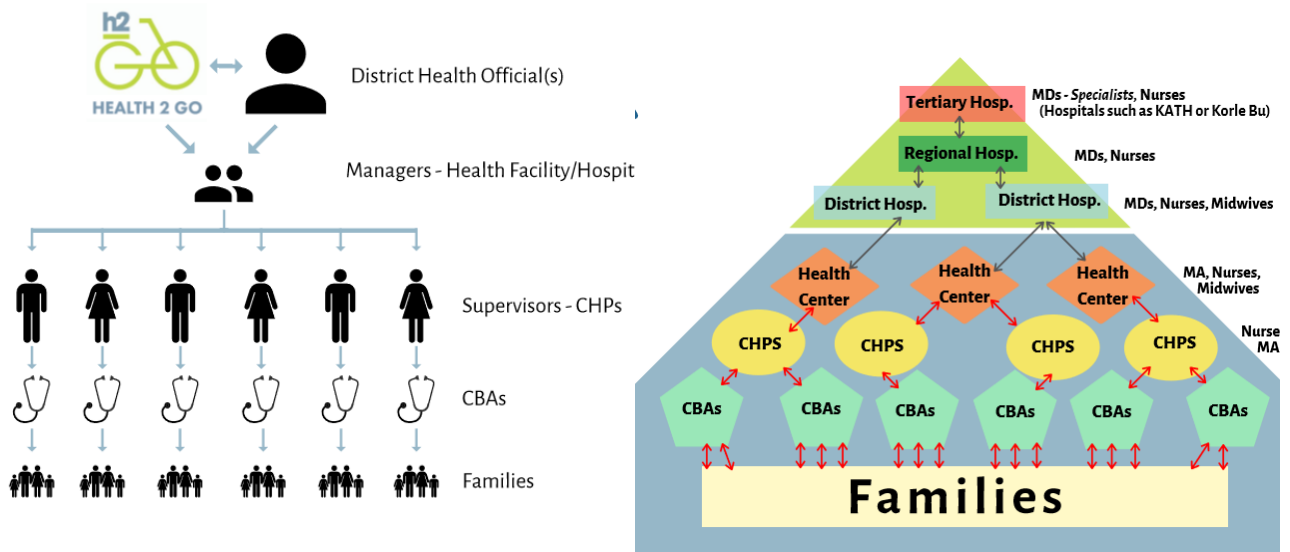 h2
HEALTH 2 GO
District Health Official(s)
Managers - Health Facility/Hospit
Supervisors - CHPs
CBAs
Families
Tertiary Hosp.
MDs - Specialists, Nurses
(Hospitals such as KATH or Korle Bu)
Regional Hosp.
MDs, Nurses
District Hosp.
District Hosp.
MDs, Nurses, Midwives
Health
Center
Health
Center
Health
Center
MA, Nurses,
Midwives
CHPS
CHPS
CHPS
CHPS
Nurse
MA
CBAs
CBAs
CBAs
CBAs
CBAs
CBAs
Families